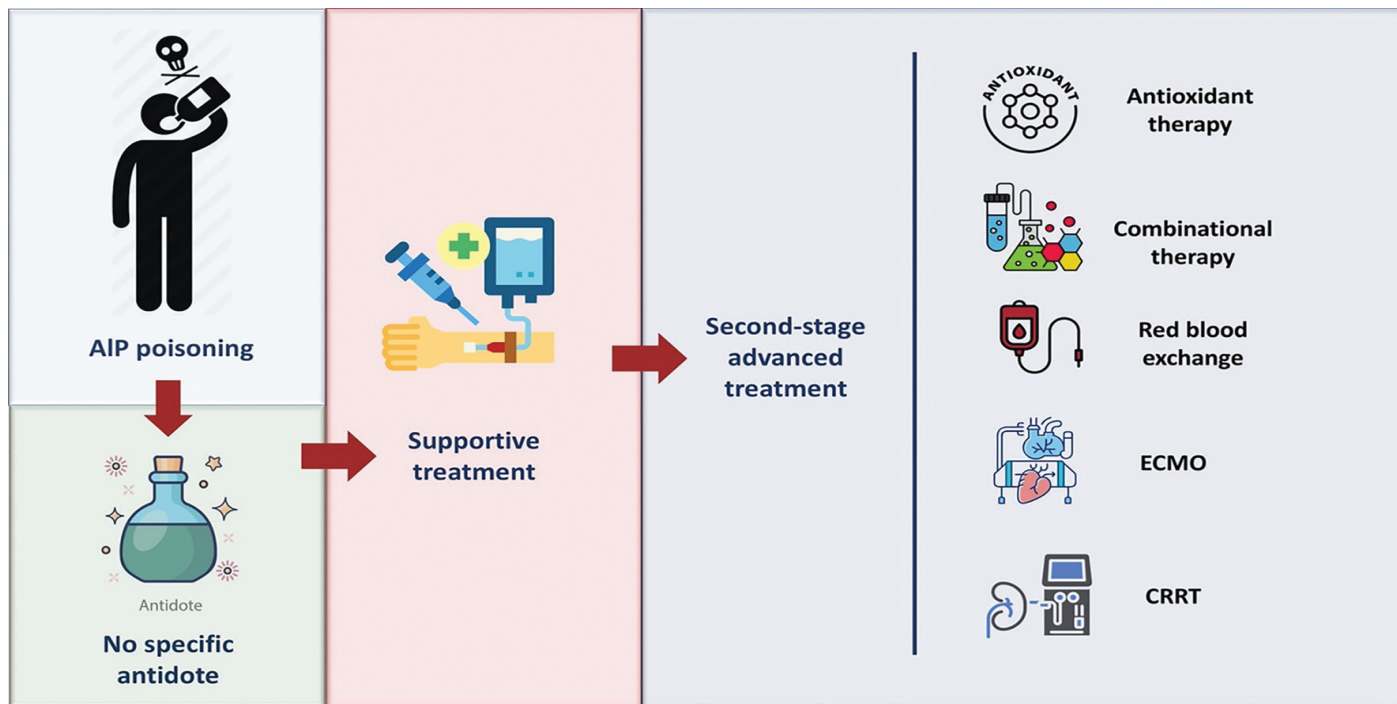 AlP poisoning
Antidote
No specific
antidote
Supportive
treatment
Second-stage
advanced
treatment
ANTIOXIDANT
Antioxidant
therapy
Combinational
therapy
Red blood
exchange
ECMO
CRRT